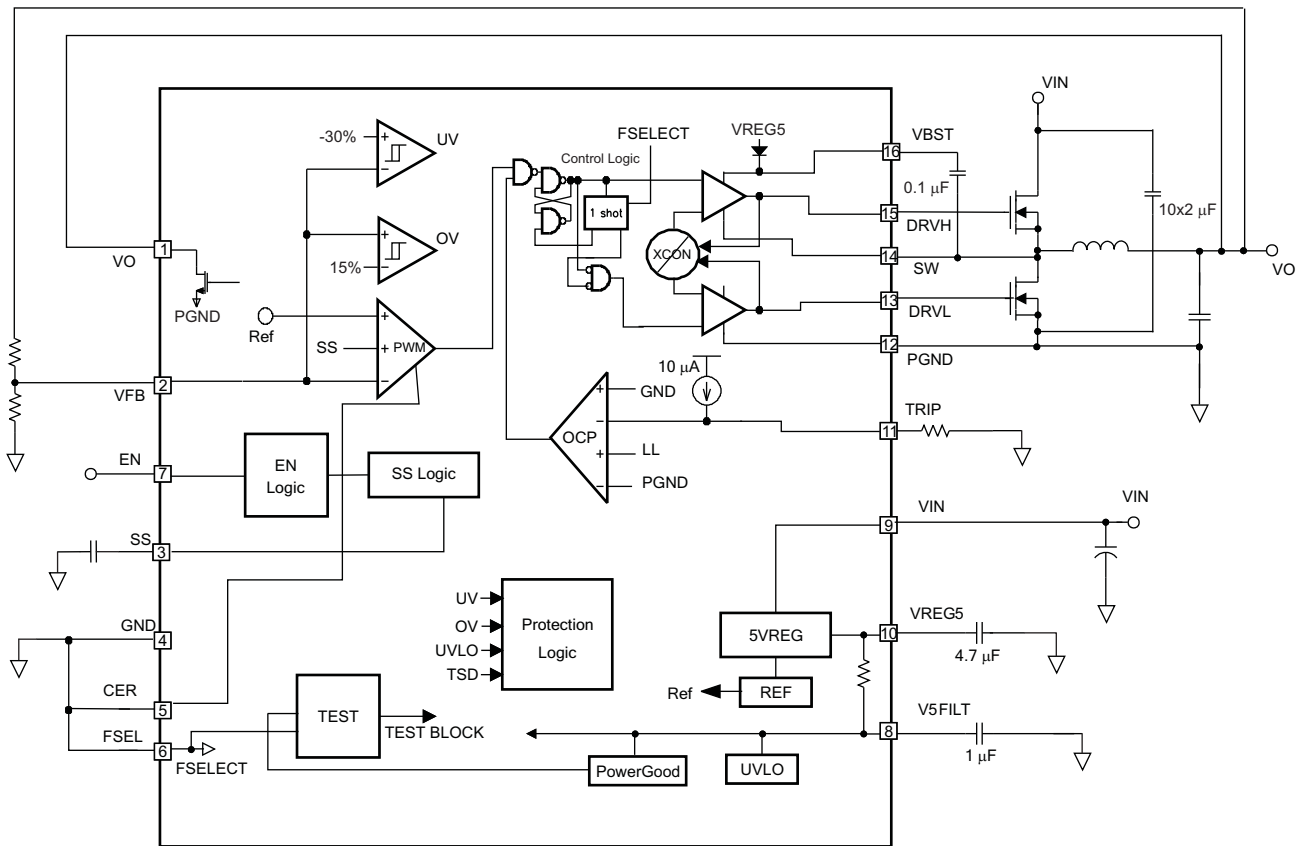 VIN
-30%
UV
FSELECT
VREG5
VBST
Control Logic
16
0.1 µF
10x2 µF
1 shot
15
DRVH
1
VO
OV
15%
XCON
14
SW
VO
PGND
Ref
SS
PWM
13
DRVL
12
PGND
10 µA
2
VFB
GND
TRIP
11
OCP
LL
PGND
EN
7
EN
Logic
SS Logic
VIN
VIN
9
SS
3
UV
OV
UVLO
TSD
Protection
Logic
GND
4
VREG5
5VREG
10
4.7 µF
CER
5
Ref
REF
TEST
V5FILT
FSEL
6
FSELECT
TEST BLOCK
8
1 µF
PowerGood
UVLO